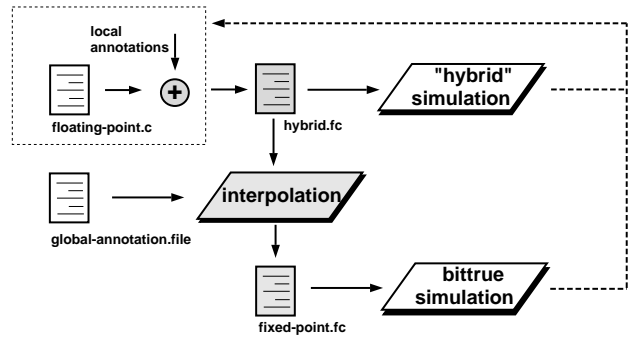 local
annotations
+
floating-point.c
hybrid.fc
"hybrid"
simulation
interpolation
global-annotation.file
fixed-point.fc
bittrue
simulation